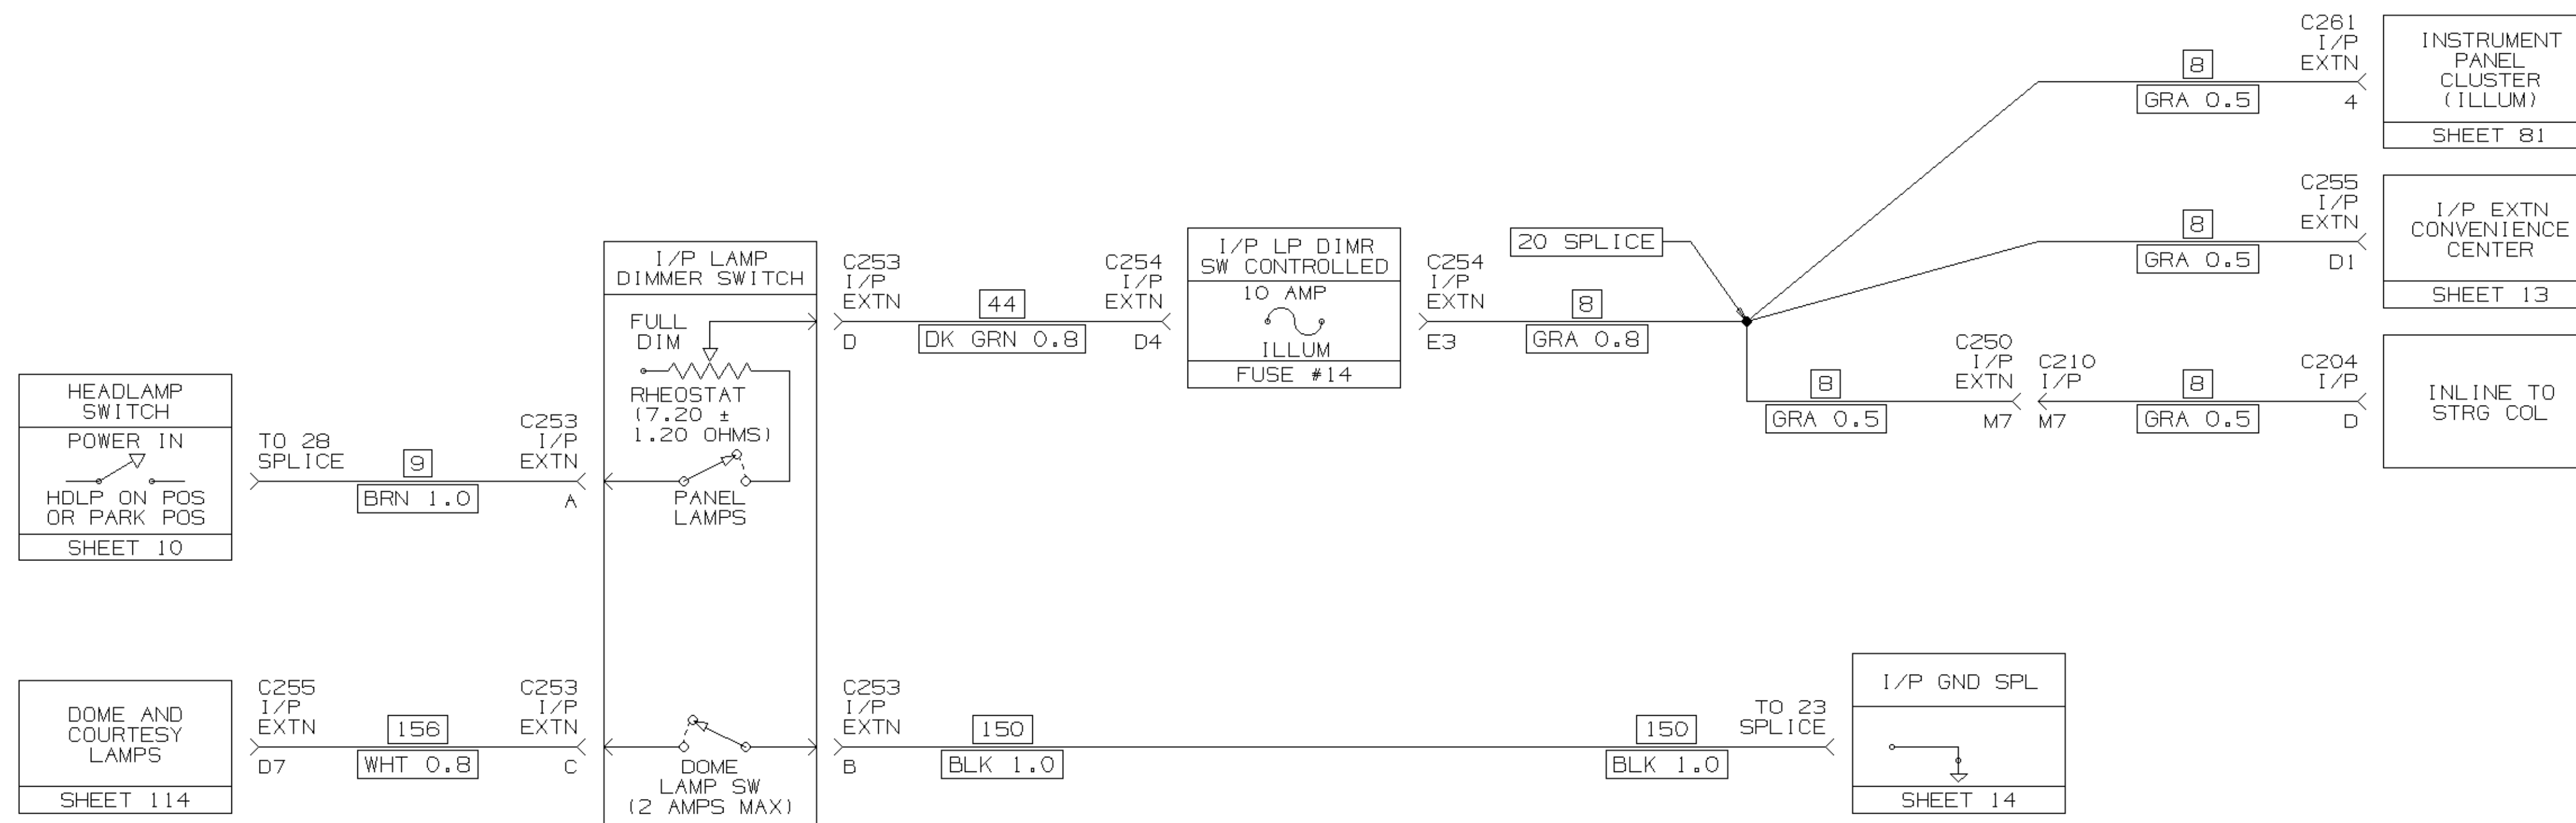 HEADLAMP
SWITCH
POWER IN
HDLP ON POS
OR PARK POS
SHEET 10
TO 28
SPLICE
9
BRN 1.0
C253
I/P
EXTN
A
I/P LAMP
DIMMER SWITCH
FULL
DIM
RHEOSTAT
(7.20 ±
1.20 OHMS)
PANEL
LAMPS
C253
I/P
EXTN
D
44
DK GRN 0.8
C254
I/P
EXTN
D4
I/P LP DIMR
SW CONTROLLED
10 AMP
ILLUM
FUSE #14
C254
I/P
EXTN
E3
8
GRA 0.8
20 SPLICE
8
GRA 0.5
C261
I/P
EXTN
4
INSTRUMENT
PANEL
CLUSTER
(ILLUM)
SHEET 81
8
GRA 0.5
C255
I/P
EXTN
D1
I/P EXTN
CONVENIENCE
CENTER
SHEET 13
8
GRA 0.5
C250
I/P
EXTN
M7
C210
I/P
M7
8
GRA 0.5
C204
I/P
D
INLINE TO
STRG COL
DOME AND
COURTESY
LAMPS
SHEET 114
C255
I/P
EXTN
D7
156
WHT 0.8
C253
I/P
EXTN
C
DOME
LAMP SW
(2 AMPS MAX)
C253
I/P
EXTN
B
150
BLK 1.0
150
BLK 1.0
TO 23
SPLICE
I/P GND SPL
SHEET 14